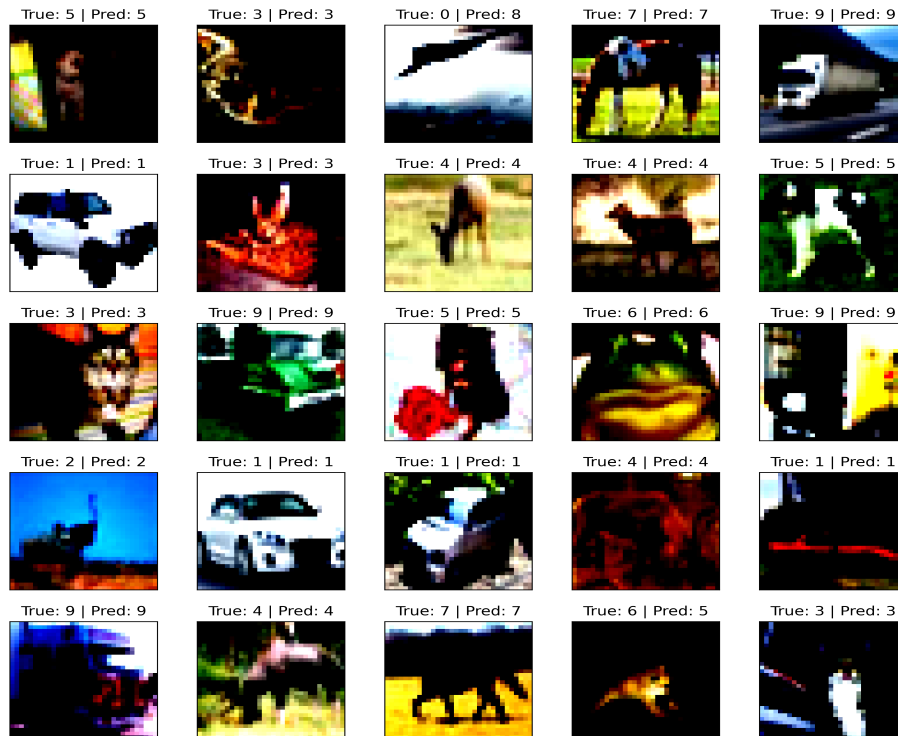 True: 5 | Pred: 5
True: 3 | Pred: 3
True: 0 | Pred: 8
True: 7 | Pred: 7
True: 9 | Pred: 9
True: 1 | Pred: 1
True: 3 | Pred: 3
True: 4 | Pred: 4
True: 4 | Pred: 4
True: 5 | Pred: 5
True: 3 | Pred: 3
True: 9 | Pred: 9
True: 5 | Pred: 5
True: 6 | Pred: 6
True: 9 | Pred: 9
True: 2 | Pred: 2
True: 1 | Pred: 1
True: 1 | Pred: 1
True: 4 | Pred: 4
True: 1 | Pred: 1
True: 9 | Pred: 9
True: 4 | Pred: 4
True: 7 | Pred: 7
True: 6 | Pred: 5
True: 3 | Pred: 3